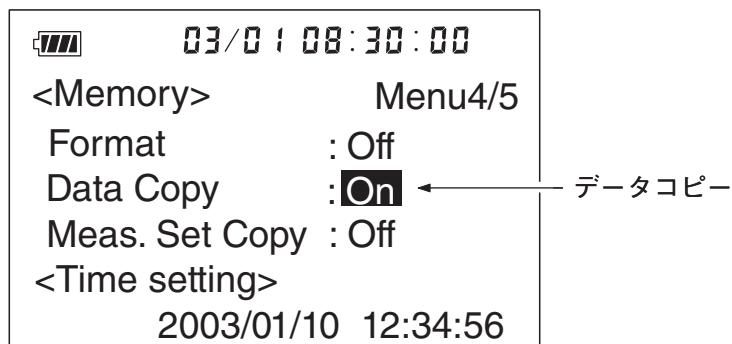 03/01 08:30:00
<Memory> Menu4/5
Format : Off
Data Copy : On データコピー
Meas. Set Copy : Off
<Time setting>
2003/01/10 12:34:56